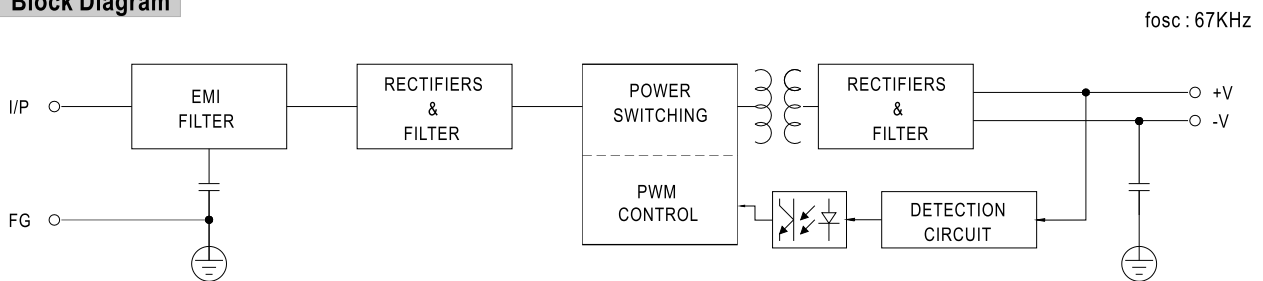 Block Diagram
fosc : 67KHz
I/P
EMI
FILTER
RECTIFIERS
&
FILTER
POWER
SWITCHING
RECTIFIERS
&
FILTER
+V
-V
PWM
CONTROL
DETECTION
CIRCUIT
FG